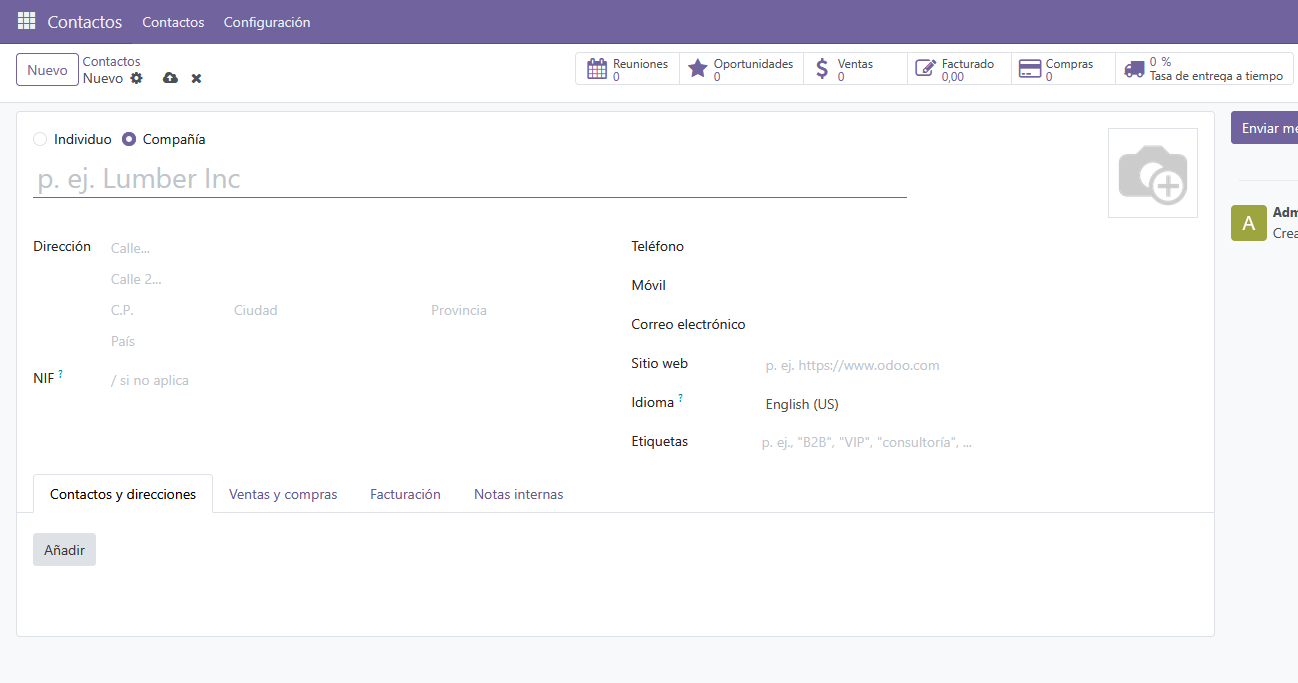 Contactos Contactos Configuración
Nuevo
Contactos
Nuevo
Reuniones
0
Oportunidades
0
Ventas
0
Facturado
0,00
Compras
0
0 %
Tasa de entrega a tiempo
Individuo Compañía
p. ej. Lumber Inc
Dirección Calle...
Calle 2...
C.P. Ciudad Provincia
País
NIF ? / si no aplica
Teléfono
Móvil
Correo electrónico
Sitio web p. ej. https://www.odoo.com
Idioma ? English (US)
Etiquetas p. ej., "B2B", "VIP", "consultoría", ...
Contactos y direcciones Ventas y compras Facturación Notas internas
Añadir
Enviar me
A
Adm
Crea